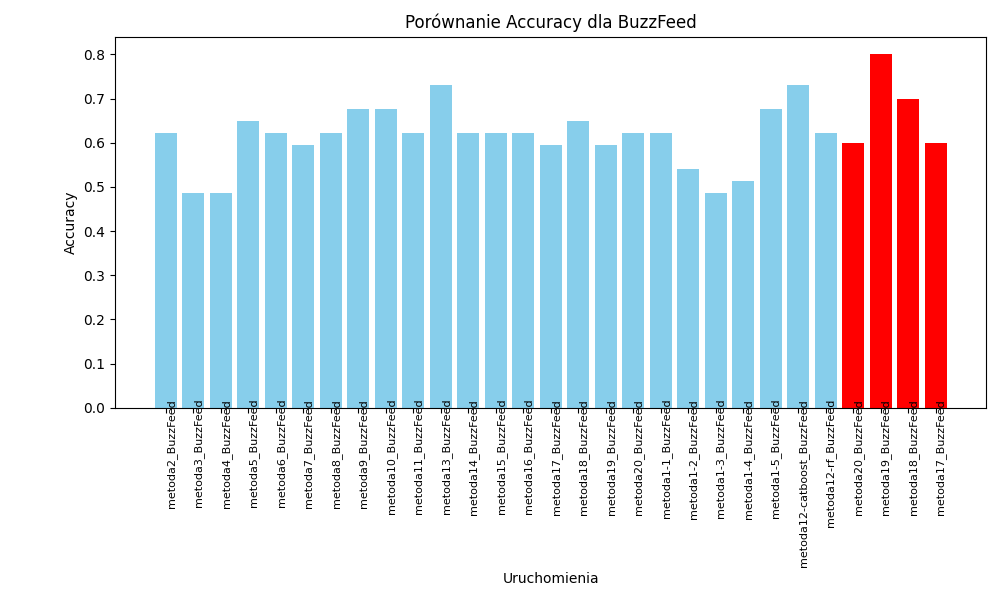 Porównanie Accuracy dla BuzzFeed
Accuracy
0.8
0.7
0.6
0.5
0.4
0.3
0.2
0.1
0.0
metoda2_BuzzFeed
metoda3_BuzzFeed
metoda4_BuzzFeed
metoda5_BuzzFeed
metoda6_BuzzFeed
metoda7_BuzzFeed
metoda8_BuzzFeed
metoda9_BuzzFeed
metoda10_BuzzFeed
metoda11_BuzzFeed
metoda13_BuzzFeed
metoda14_BuzzFeed
metoda15_BuzzFeed
metoda16_BuzzFeed
metoda17_BuzzFeed
metoda18_BuzzFeed
metoda19_BuzzFeed
metoda20_BuzzFeed
metoda1-1_BuzzFeed
metoda1-2_BuzzFeed
metoda1-3_BuzzFeed
metoda1-4_BuzzFeed
metoda1-5_BuzzFeed
metoda12-catboost_BuzzFeed
metoda12-rf_BuzzFeed
metoda20_BuzzFeed
metoda19_BuzzFeed
metoda18_BuzzFeed
metoda17_BuzzFeed
Uruchomienia